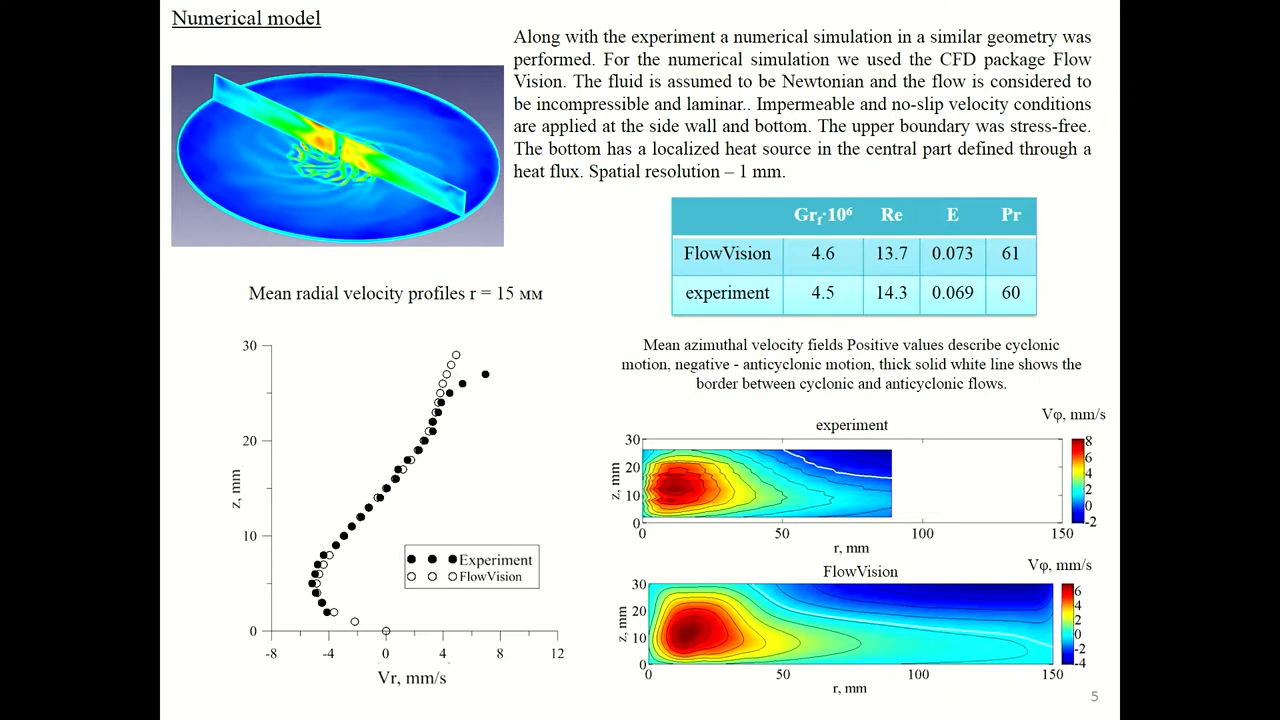 Numerical model
Along with the experiment a numerical simulation in a similar geometry was
performed. For the numerical simulation we used the CFD package Flow
Vision. The fluid is assumed to be Newtonian and the flow is considered to
be incompressible and laminar.. Impermeable and no-slip velocity conditions
are applied at the side wall and bottom. The upper boundary was stress-free.
The bottom has a localized heat source in the central part defined through a
heat flux. Spatial resolution – 1 mm.
Grf·10⁶ Re E Pr
FlowVision 4.6 13.7 0.073 61
experiment 4.5 14.3 0.069 60
Mean radial velocity profiles r = 15 мм
30
20
10
0
z, mm
-8 -4 0 4 8 12
Vr, mm/s
Experiment
FlowVision
Mean azimuthal velocity fields Positive values describe cyclonic
motion, negative - anticyclonic motion, thick solid white line shows the
border between cyclonic and anticyclonic flows.
experiment
Vφ, mm/s
30
20
10
0
z, mm
0 50 100 150
r, mm
8
6
4
2
0
-2
FlowVision
Vφ, mm/s
30
20
10
0
z, mm
0 50 100 150
r, mm
6
4
2
0
-2
-4
5